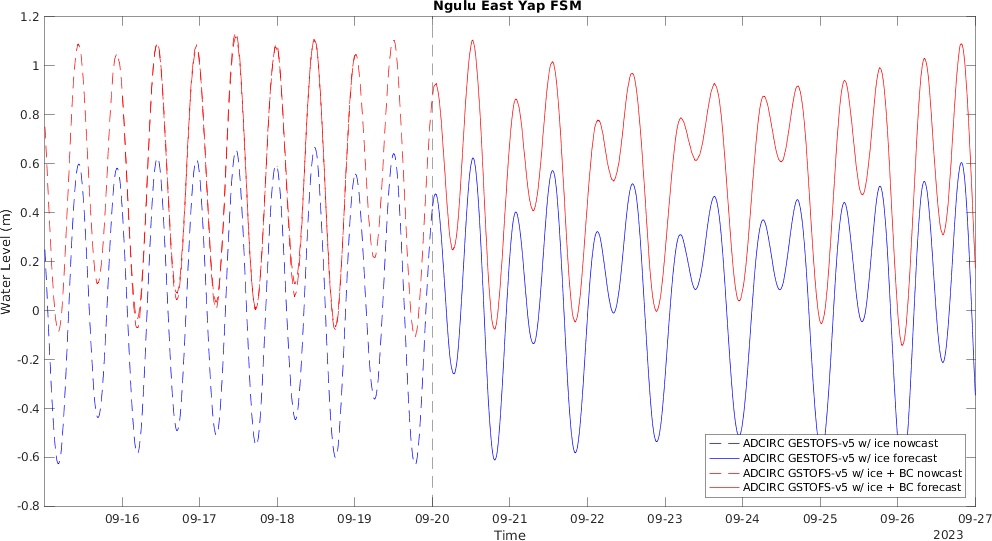 Ngulu East Yap FSM
1.2
1
0.8
0.6
0.4
0.2
0
-0.2
-0.4
-0.6
-0.8
Water Level (m)
ADCIRC GESTOFS-v5 w/ ice nowcast
ADCIRC GESTOFS-v5 w/ ice forecast
ADCIRC GSTOFS-v5 w/ ice + BC nowcast
ADCIRC GSTOFS-v5 w/ ice + BC forecast
09-16 09-17 09-18 09-19 09-20 09-21 09-22 09-23 09-24 09-25 09-26 09-27
Time
2023